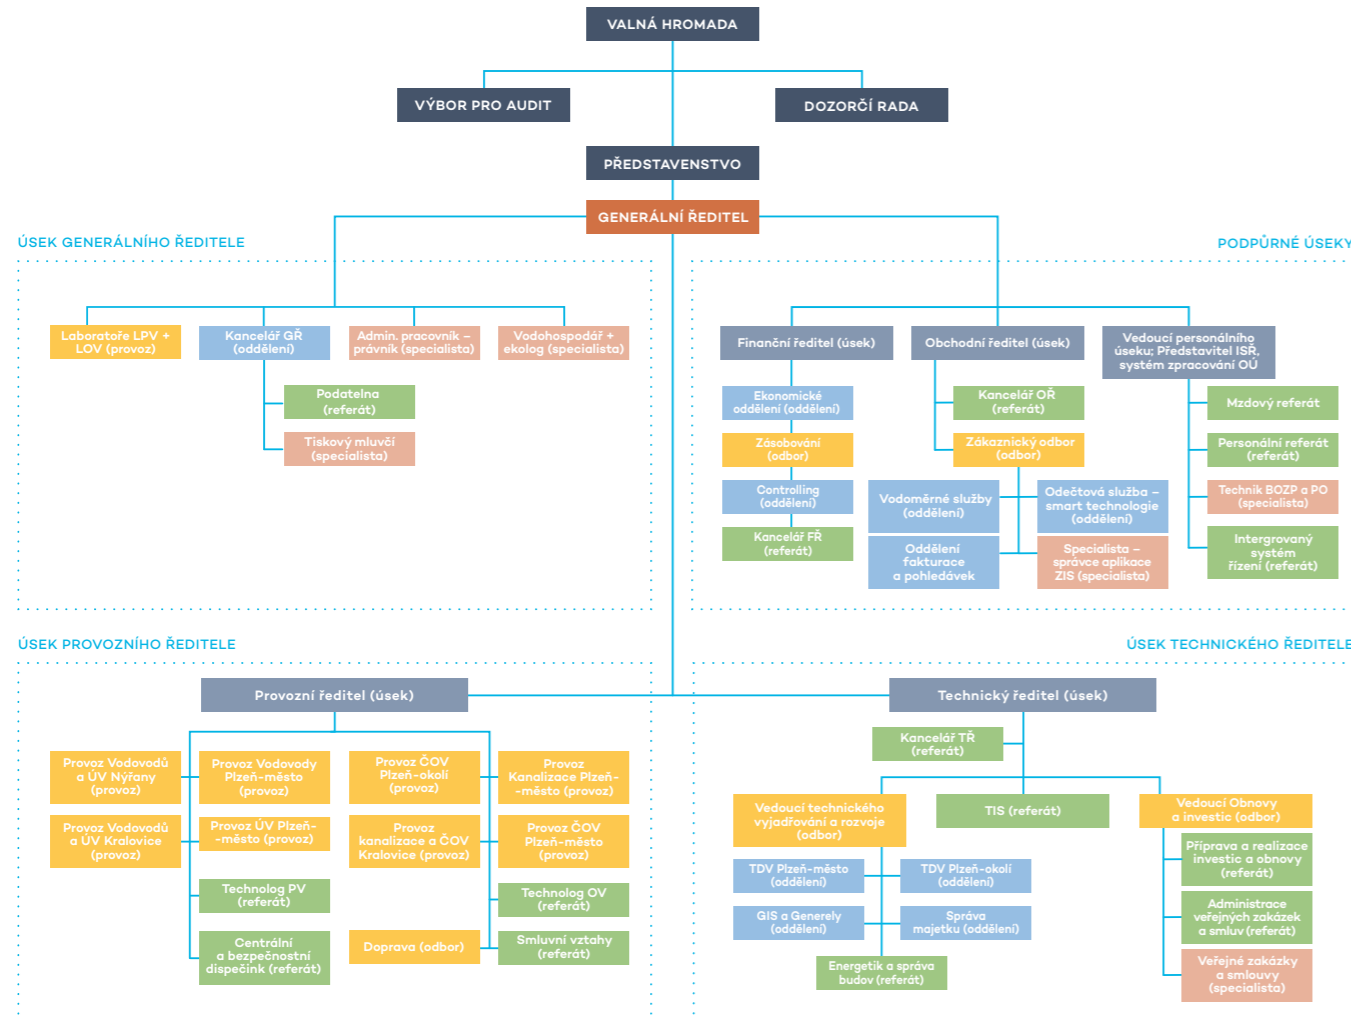 VALNÁ HROMADA
VÝBOR PRO AUDIT
DOZORČÍ RADA
PŘEDSTAVENSTVO
GENERÁLNÍ ŘEDITEL
ÚSEK GENERÁLNÍHO ŘEDITELE
Laboratoře LPV +
LOV (provoz)
Kancelář GŘ
(oddělení)
Admin. pracovník –
právník (specialista)
Vodohospodář +
ekolog (specialista)
Podatelna
(referát)
Tiskový mluvčí
(specialista)
PODPŮRNÉ ÚSEKY
Finanční ředitel (úsek)
Obchodní ředitel (úsek)
Vedoucí personálního
úseku; Představitel ISŘ,
systém zpracování OÚ
Ekonomické
oddělení (oddělení)
Zásobování
(odbor)
Controlling
(oddělení)
Kancelář FŘ
(referát)
Kancelář OŘ
(referát)
Zákaznický odbor
(odbor)
Vodoměrné služby
(oddělení)
Odečtová služba –
smart technologie
(oddělení)
Oddělení
fakturace
a pohledávek
Specialista –
správce aplikace
ZIS (specialista)
Mzdový referát
Personální referát
(referát)
Technik BOZP a PO
(specialista)
Intergrovaný
systém
řízení (referát)
ÚSEK PROVOZNÍHO ŘEDITELE
Provozní ředitel (úsek)
Provoz Vodovodů
a ÚV Nýřany
(provoz)
Provoz Vodovody
Plzeň-město
(provoz)
Provoz ČOV
Plzeň-okolí
(provoz)
Provoz
Kanalizace Plzeň-
-město (provoz)
Provoz Vodovodů
a ÚV Kralovice
(provoz)
Provoz ÚV Plzeň-
-město (provoz)
Provoz
kanalizace a ČOV
Kralovice (provoz)
Provoz ČOV
Plzeň-město
(provoz)
Technolog PV
(referát)
Technolog OV
(referát)
Centrální
a bezpečnostní
dispečink (referát)
Doprava (odbor)
Smluvní vztahy
(referát)
ÚSEK TECHNICKÉHO ŘEDITELE
Technický ředitel (úsek)
Kancelář TŘ
(referát)
Vedoucí technického
vyjadřování a rozvoje
(odbor)
TIS (referát)
Vedoucí Obnovy
a investic (odbor)
TDV Plzeň-město
(oddělení)
TDV Plzeň-okolí
(oddělení)
GIS a Generely
(oddělení)
Správa
majetku (oddělení)
Energetik a správa
budov (referát)
Příprava a realizace
investic a obnovy
(referát)
Administrace
veřejných zakázek
a smluv (referát)
Veřejné zakázky
a smlouvy
(specialista)